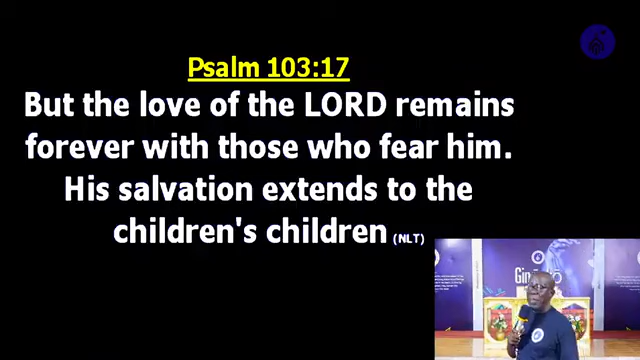 Psalm 103:17
But the love of the LORD remains
forever with those who fear him.
His salvation extends to the
children's children (NLT)